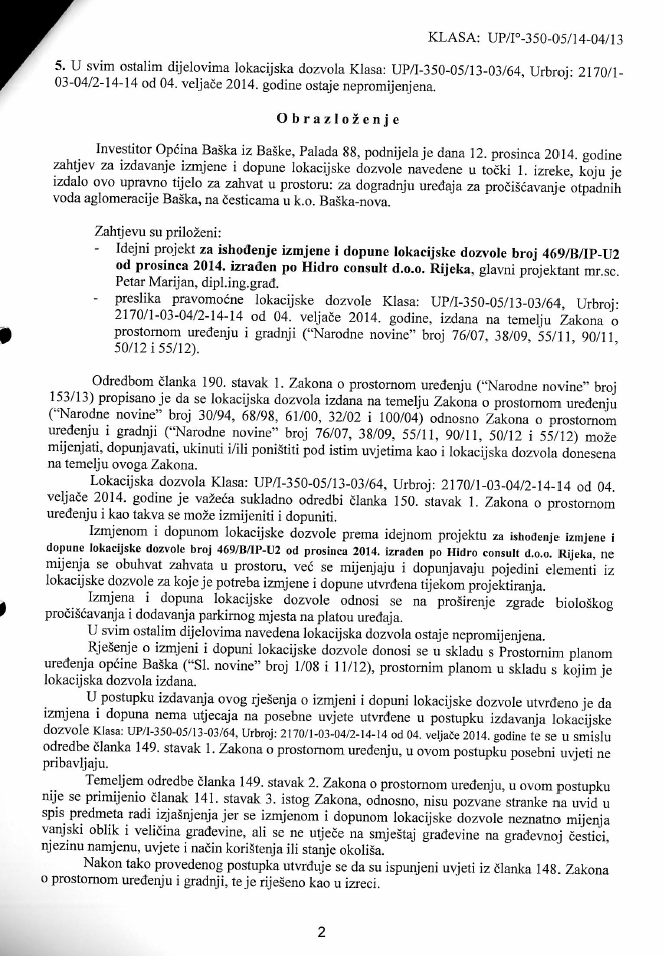 KLASA: UP/I°-350-05/14-04/13
5. U svim ostalim dijelovima lokacijska dozvola Klasa: UP/I-350-05/13-03/64, Urbroj: 2170/1-
03-04/2-14-14 od 04. veljače 2014. godine ostaje nepromijenjena.
O b r a z l o ž e n j e
Investitor Općina Baška iz Baške, Palada 88, podnijela je dana 12. prosinca 2014. godine
zahtjev za izdavanje izmjene i dopune lokacijske dozvole navedene u točki 1. izreke, koju je
izdalo ovo upravno tijelo za zahvat u prostoru: za dogradnju uređaja za pročišćavanje otpadnih
voda aglomeracije Baška, na česticama u k.o. Baška-nova.
Zahtjevu su priloženi:
- Idejni projekt za ishođenje izmjene i dopune lokacijske dozvole broj 469/B/IP-U2
od prosinca 2014. izrađen po Hidro consult d.o.o. Rijeka, glavni projektant mr.sc.
Petar Marijan, dipl.ing.građ.
- preslika pravomoćne lokacijske dozvole Klasa: UP/I-350-05/13-03/64, Urbroj:
2170/1-03-04/2-14-14 od 04. veljače 2014. godine, izdana na temelju Zakona o
prostornom uređenju i gradnji (“Narodne novine” broj 76/07, 38/09, 55/11, 90/11,
50/12 i 55/12).
Odredbom članka 190. stavak 1. Zakona o prostornom uređenju (“Narodne novine” broj
153/13) propisano je da se lokacijska dozvola izdana na temelju Zakona o prostornom uređenju
(“Narodne novine” broj 30/94, 68/98, 61/00, 32/02 i 100/04) odnosno Zakona o prostornom
uređenju i gradnji (“Narodne novine” broj 76/07, 38/09, 55/11, 90/11, 50/12 i 55/12) može
mijenjati, dopunjavati, ukinuti i/ili poništiti pod istim uvjetima kao i lokacijska dozvola donesena
na temelju ovoga Zakona.
Lokacijska dozvola Klasa: UP/I-350-05/13-03/64, Urbroj: 2170/1-03-04/2-14-14 od 04.
veljače 2014. godine je važeća sukladno odredbi članka 150. stavak 1. Zakona o prostornom
uređenju i kao takva se može izmijeniti i dopuniti.
Izmjenom i dopunom lokacijske dozvole prema idejnom projektu za ishođenje izmjene i
dopune lokacijske dozvole broj 469/B/IP-U2 od prosinca 2014. izrađen po Hidro consult d.o.o. Rijeka, ne
mijenja se obuhvat zahvata u prostoru, već se mijenjaju i dopunjavaju pojedini elementi iz
lokacijske dozvole za koje je potreba izmjene i dopune utvrđena tijekom projektiranja.
Izmjena i dopuna lokacijske dozvole odnosi se na proširenje zgrade biološkog
pročišćavanja i dodavanja parkirnog mjesta na platou uređaja.
U svim ostalim dijelovima navedena lokacijska dozvola ostaje nepromijenjena.
Rješenje o izmjeni i dopuni lokacijske dozvole donosi se u skladu s Prostornim planom
uređenja općine Baška (“Sl. novine” broj 1/08 i 11/12), prostornim planom u skladu s kojim je
lokacijska dozvola izdana.
U postupku izdavanja ovog rješenja o izmjeni i dopuni lokacijske dozvole utvrđeno je da
izmjena i dopuna nema utjecaja na posebne uvjete utvrđene u postupku izdavanja lokacijske
dozvole Klasa: UP/I-350-05/13-03/64, Urbroj: 2170/1-03-04/2-14-14 od 04. veljače 2014. godine te se u smislu
odredbe članka 149. stavak 1. Zakona o prostornom uređenju, u ovom postupku posebni uvjeti ne
pribavljaju.
Temeljem odredbe članka 149. stavak 2. Zakona o prostornom uređenju, u ovom postupku
nije se primijenio članak 141. stavak 3. istog Zakona, odnosno, nisu pozvane stranke na uvid u
spis predmeta radi izjašnjenja jer se izmjenom i dopunom lokacijske dozvole neznatno mijenja
vanjski oblik i veličina građevine, ali se ne utječe na smještaj građevine na građevnoj čestici,
njezinu namjenu, uvjete i način korištenja ili stanje okoliša.
Nakon tako provedenog postupka utvrđuje se da su ispunjeni uvjeti iz članka 148. Zakona
o prostornom uređenju i gradnji, te je riješeno kao u izreci.
2